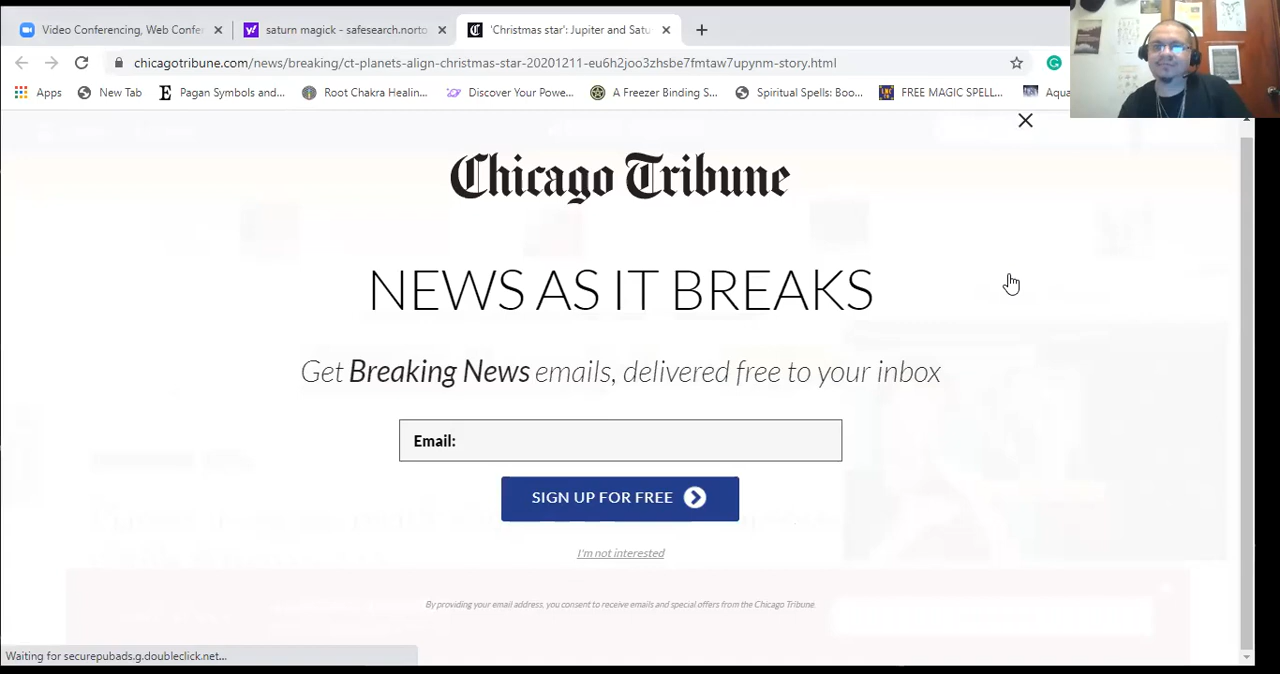 Video Conferencing, Web Confe
saturn magick - safesearch.norto
'Christmas star': Jupiter and Satu
chicagotribune.com/news/breaking/ct-planets-align-christmas-star-20201211-eu6h2joo3zhsbe7fmtaw7upynm-story.html
Apps
New Tab
Pagan Symbols and...
Root Chakra Healin...
Discover Your Powe...
A Freezer Binding S...
Spiritual Spells: Boo...
FREE MAGIC SPELL...
Aqua
Chicago Tribune
NEWS AS IT BREAKS
Get Breaking News emails, delivered free to your inbox
Email:
SIGN UP FOR FREE
I'm not interested
By providing your email address, you consent to receive emails and special offers from the Chicago Tribune
Waiting for securepubads.g.doubleclick.net...